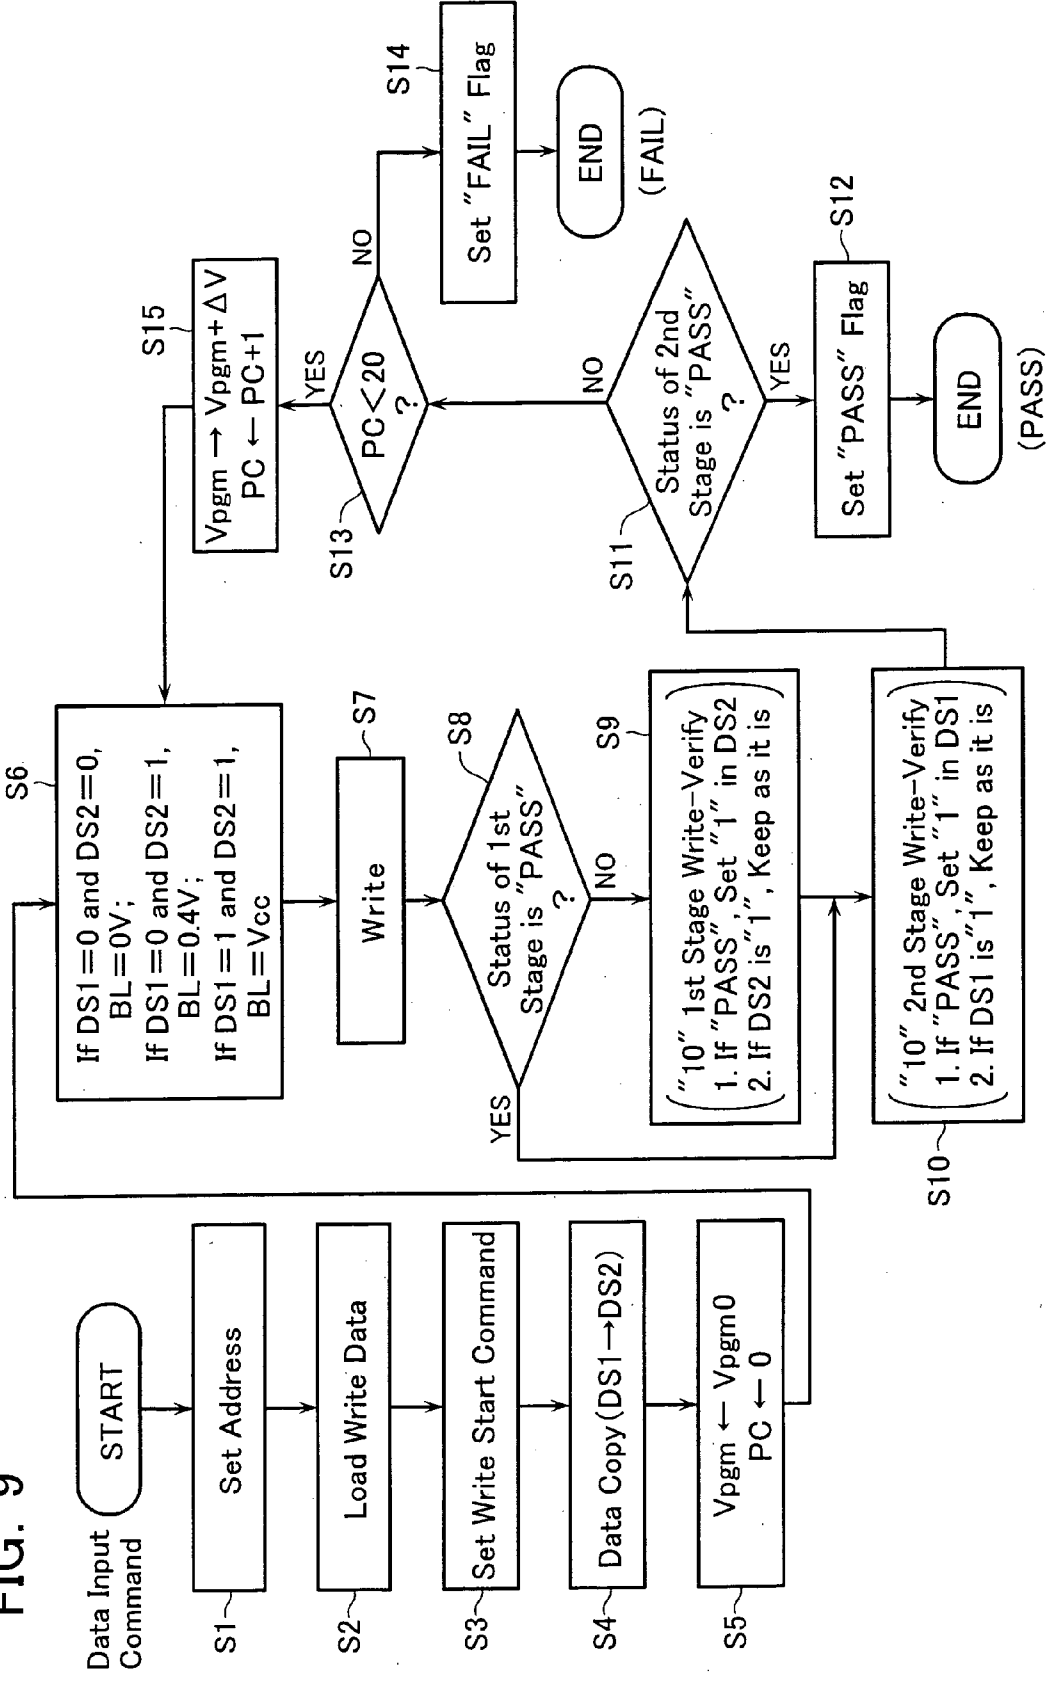 FIG. 9
Data Input
Command
START
S1
Set Address
S2
Load Write Data
S3
Set Write Start Command
S4
Data Copy(DS1→DS2)
S5
Vpgm ← Vpgm0
PC ← 0
S6
If DS1=0 and DS2=0,
BL=0V;
If DS1=0 and DS2=1,
BL=0.4V;
If DS1=1 and DS2=1,
BL=Vcc
S7
Write
S8
Status of 1st
Stage is "PASS"
?
YES
NO
S9
"10" 1st Stage Write-Verify
1. If "PASS", Set "1" in DS2
2. If DS2 is "1", Keep as it is
S10
"10" 2nd Stage Write-Verify
1. If "PASS", Set "1" in DS1
2. If DS1 is "1", Keep as it is
S11
Status of 2nd
Stage is "PASS"
?
NO
YES
S12
Set "PASS" Flag
END
(PASS)
S13
PC<20
?
YES
NO
S14
Set "FAIL" Flag
END
(FAIL)
S15
Vpgm → Vpgm+ΔV
PC ← PC+1